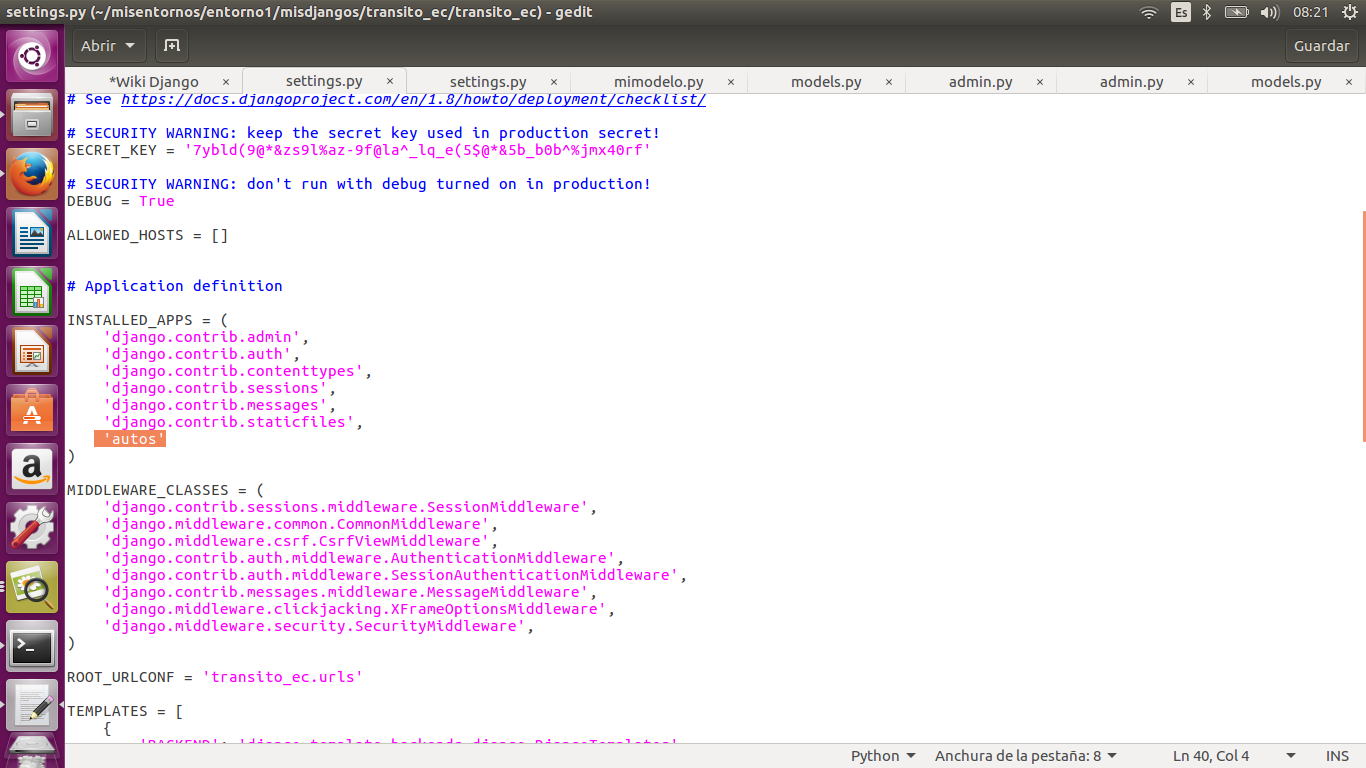 settings.py (~/misentornos/entorno1/misdjangos/transito_ec/transito_ec) - gedit
Es
08:21
Abrir
Guardar
*Wiki Django × settings.py × settings.py × mimodelo.py × models.py × admin.py × admin.py × models.py ×
# See https://docs.djangoproject.com/en/1.8/howto/deployment/checklist/
# SECURITY WARNING: keep the secret key used in production secret!
SECRET_KEY = '7ybld(9@*&zs9l%az-9f@la^_lq_e(5$@*&5b_b0b^%jmx40rf'
# SECURITY WARNING: don't run with debug turned on in production!
DEBUG = True
ALLOWED_HOSTS = []
# Application definition
INSTALLED_APPS = (
    'django.contrib.admin',
    'django.contrib.auth',
    'django.contrib.contenttypes',
    'django.contrib.sessions',
    'django.contrib.messages',
    'django.contrib.staticfiles',
    'autos'
)
MIDDLEWARE_CLASSES = (
    'django.contrib.sessions.middleware.SessionMiddleware',
    'django.middleware.common.CommonMiddleware',
    'django.middleware.csrf.CsrfViewMiddleware',
    'django.contrib.auth.middleware.AuthenticationMiddleware',
    'django.contrib.auth.middleware.SessionAuthenticationMiddleware',
    'django.contrib.messages.middleware.MessageMiddleware',
    'django.middleware.clickjacking.XFrameOptionsMiddleware',
    'django.middleware.security.SecurityMiddleware',
)
ROOT_URLCONF = 'transito_ec.urls'
TEMPLATES = [
    {
        'BACKEND': 'django.template.backends.django.DjangoTemplates',
Python Anchura de la pestaña: 8 Ln 40, Col 4 INS